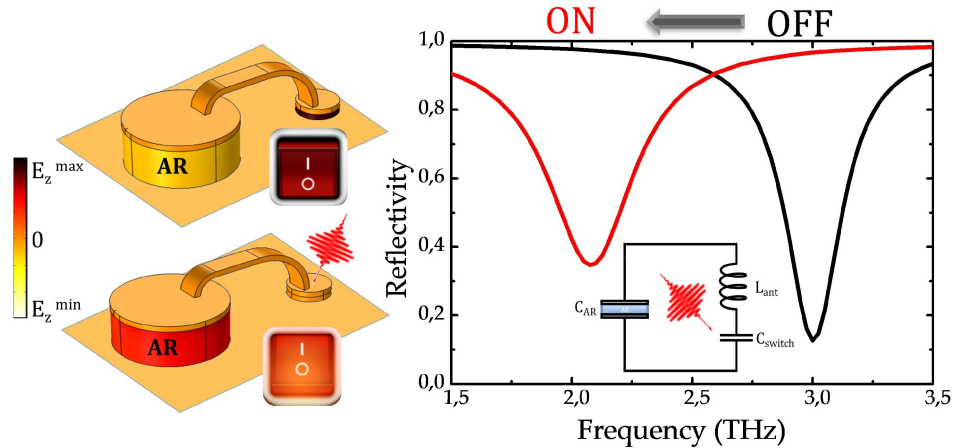 ON
OFF
AR
I
O
E_z^max
0
E_z^min
AR
I
O
Reflectivity
1,0
0,8
0,6
0,4
0,2
0,0
C_AR
L_ant
C_switch
1,5
2,0
2,5
3,0
3,5
Frequency (THz)